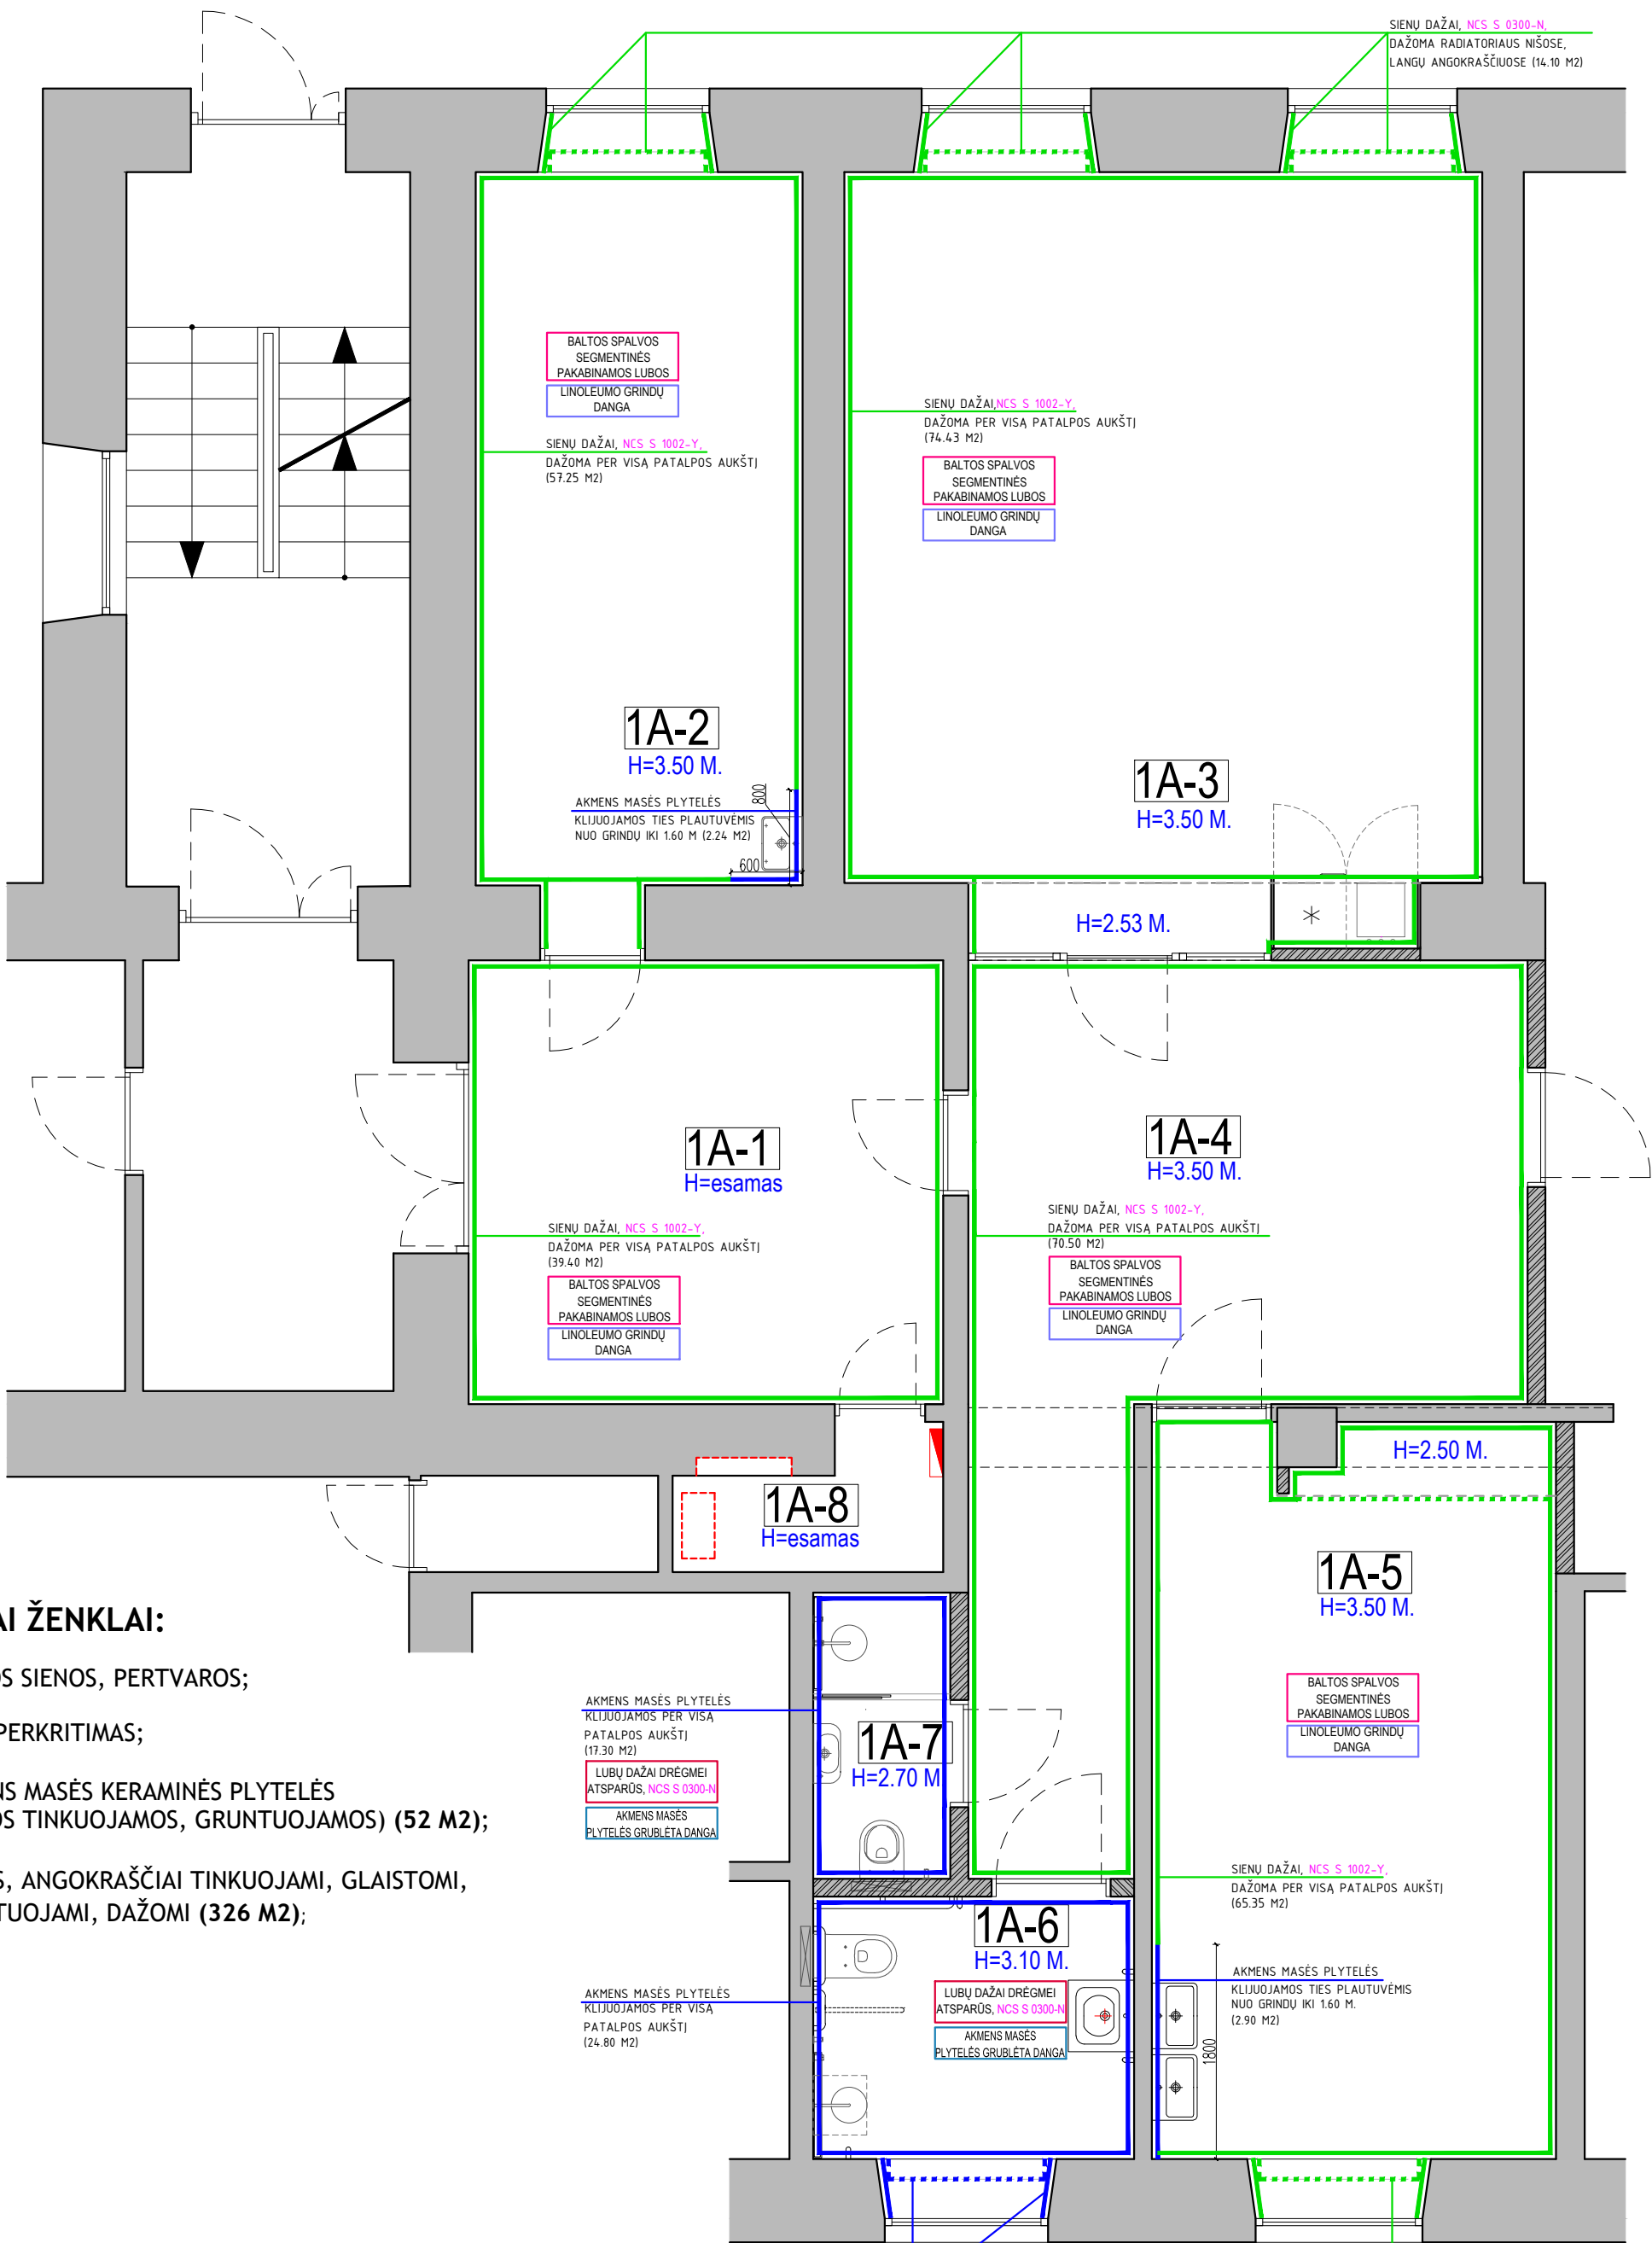 SIENŲ DAŽAI, NCS S 0300-N,
DAŽOMA RADIATORIAUS NIŠOSE,
LANGŲ ANGOKRAŠČIUOSE (14.10 M2)
BALTOS SPALVOS
SEGMENTINĖS
PAKABINAMOS LUBOS
LINOLEUMO GRINDŲ
DANGA
SIENŲ DAŽAI, NCS S 1002-Y,
DAŽOMA PER VISĄ PATALPOS AUKŠTĮ
(57.25 M2)
SIENŲ DAŽAI,NCS S 1002-Y,
DAŽOMA PER VISĄ PATALPOS AUKŠTĮ
(74.43 M2)
BALTOS SPALVOS
SEGMENTINĖS
PAKABINAMOS LUBOS
LINOLEUMO GRINDŲ
DANGA
1A-2
H=3.50 M.
AKMENS MASĖS PLYTELĖS
KLIJUOJAMOS TIES PLAUTUVĖMIS
NUO GRINDŲ IKI 1.60 M (2.24 M2)
800
600
1A-3
H=3.50 M.
H=2.53 M.
1A-1
H=esamas
SIENŲ DAŽAI, NCS S 1002-Y,
DAŽOMA PER VISĄ PATALPOS AUKŠTĮ
(39.40 M2)
BALTOS SPALVOS
SEGMENTINĖS
PAKABINAMOS LUBOS
LINOLEUMO GRINDŲ
DANGA
1A-4
H=3.50 M.
SIENŲ DAŽAI, NCS S 1002-Y,
DAŽOMA PER VISĄ PATALPOS AUKŠTĮ
(70.50 M2)
BALTOS SPALVOS
SEGMENTINĖS
PAKABINAMOS LUBOS
LINOLEUMO GRINDŲ
DANGA
H=2.50 M.
1A-8
H=esamas
1A-5
H=3.50 M.
BALTOS SPALVOS
SEGMENTINĖS
PAKABINAMOS LUBOS
LINOLEUMO GRINDŲ
DANGA
AI ŽENKLAI:
OS SIENOS, PERTVAROS;
PERKRITIMAS;
NS MASĖS KERAMINĖS PLYTELĖS
OS TINKUOJAMOS, GRUNTUOJAMOS) (52 M2);
S, ANGOKRAŠČIAI TINKUOJAMI, GLAISTOMI,
TUOJAMI, DAŽOMI (326 M2);
AKMENS MASĖS PLYTELĖS
KLIJUOJAMOS PER VISĄ
PATALPOS AUKŠTĮ
(17.30 M2)
LUBŲ DAŽAI DRĖGMEI
ATSPARŪS, NCS S 0300-N
AKMENS MASĖS
PLYTELĖS GRUBLĖTA DANGA
1A-7
H=2.70 M
1A-6
H=3.10 M.
LUBŲ DAŽAI DRĖGMEI
ATSPARŪS, NCS S 0300-N
AKMENS MASĖS
PLYTELĖS GRUBLĖTA DANGA
AKMENS MASĖS PLYTELĖS
KLIJUOJAMOS PER VISĄ
PATALPOS AUKŠTĮ
(24.80 M2)
SIENŲ DAŽAI, NCS S 1002-Y,
DAŽOMA PER VISĄ PATALPOS AUKŠTĮ
(65.35 M2)
AKMENS MASĖS PLYTELĖS
KLIJUOJAMOS TIES PLAUTUVĖMIS
NUO GRINDŲ IKI 1.60 M.
(2.90 M2)
1800